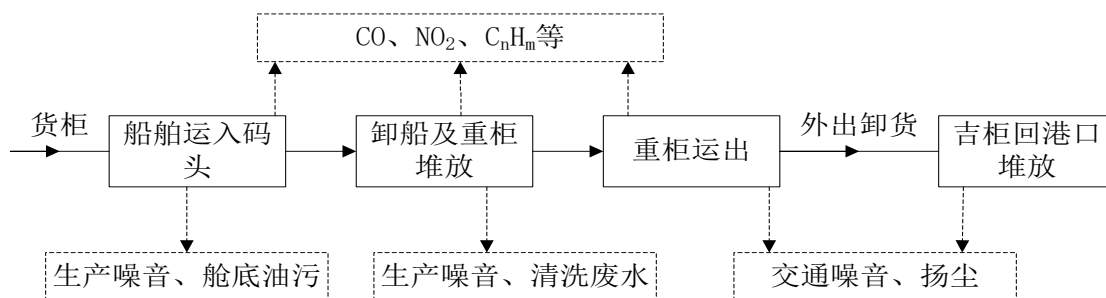 CO、NO₂、CₙHₘ等
货柜
船舶运入码
头
卸船及重柜
堆放
重柜运出
外出卸货
吉柜回港口
堆放
生产噪音、舱底油污
生产噪音、清洗废水
交通噪音、扬尘